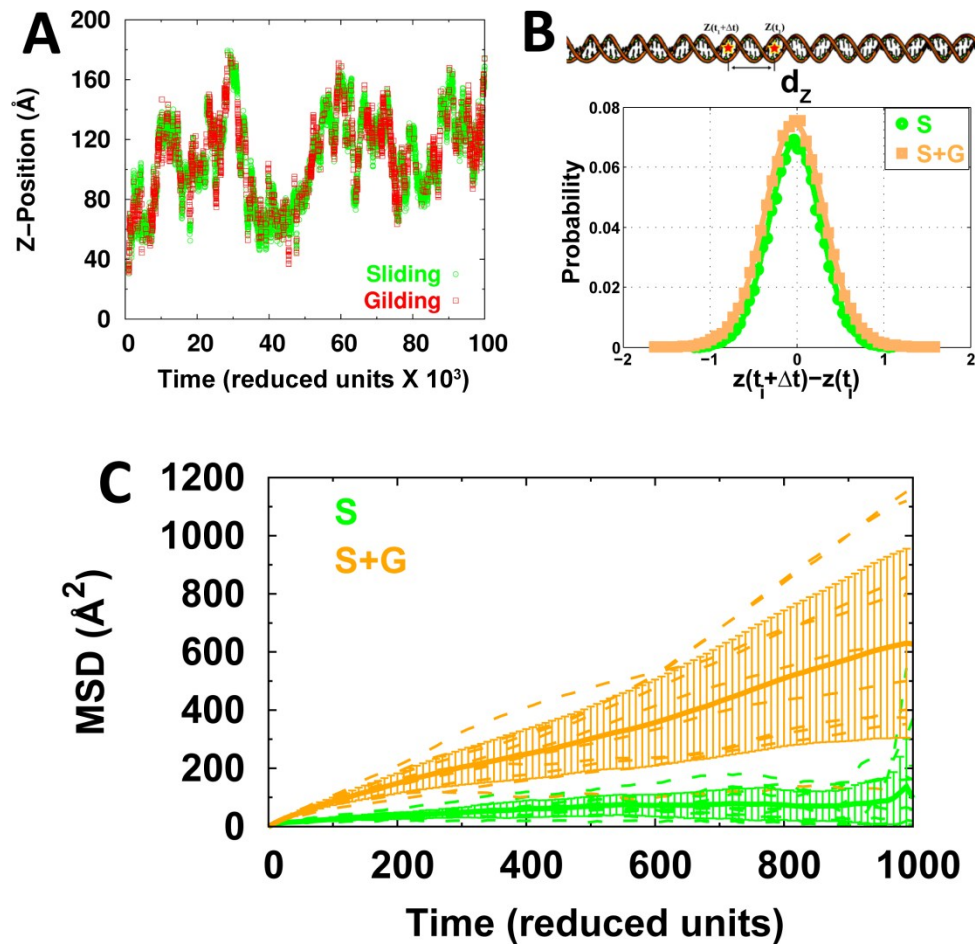 A
Z–Position (Å)
200
160
120
80
40
0
Sliding
Gilding
0 20 40 60 80 100
Time (reduced units X 10³)
B
Z(tᵢ+Δt) Z(tᵢ)
dz
Probability
0.08
0.06
0.04
0.02
0
S
S+G
−2 −1 0 1 2
z(tᵢ+Δt)−z(tᵢ)
C
MSD (Å²)
1200
1000
800
600
400
200
0
S
S+G
0 200 400 600 800 1000
Time (reduced units)